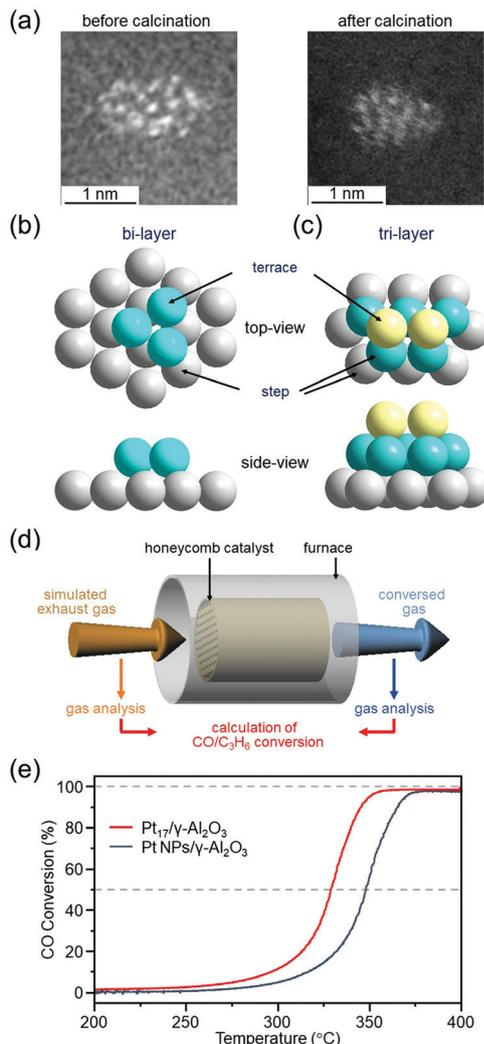 (a)
before calcination
after calcination
1 nm
1 nm
(b)
(c)
bi-layer
tri-layer
terrace
top-view
step
side-view
(d)
honeycomb catalyst
furnace
simulated
exhaust gas
conversed
gas
gas analysis
gas analysis
calculation of
CO/C₃H₆ conversion
(e)
100
80
60
40
20
0
CO Conversion (%)
Pt₁₇/γ-Al₂O₃
Pt NPs/γ-Al₂O₃
200
250
300
350
400
Temperature (°C)